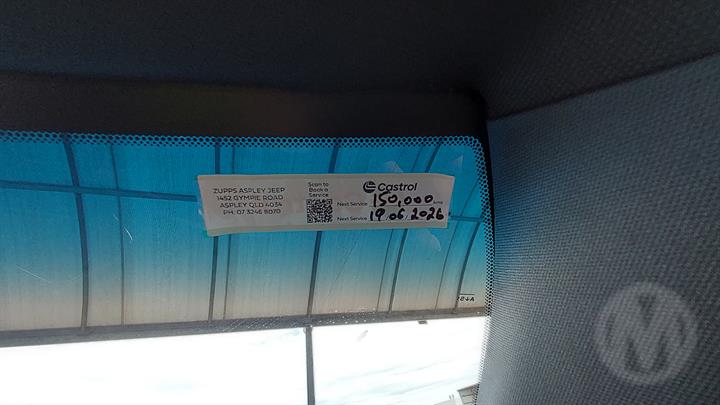 ZUPPS ASPLEY JEEP
1452 GYMPIE ROAD
ASPLEY QLD 4034
PH: 07 3246 8070
Scan to
Book a
Service
Castrol
Next Service 150,000 kms
Next Service 19.06.2026
M